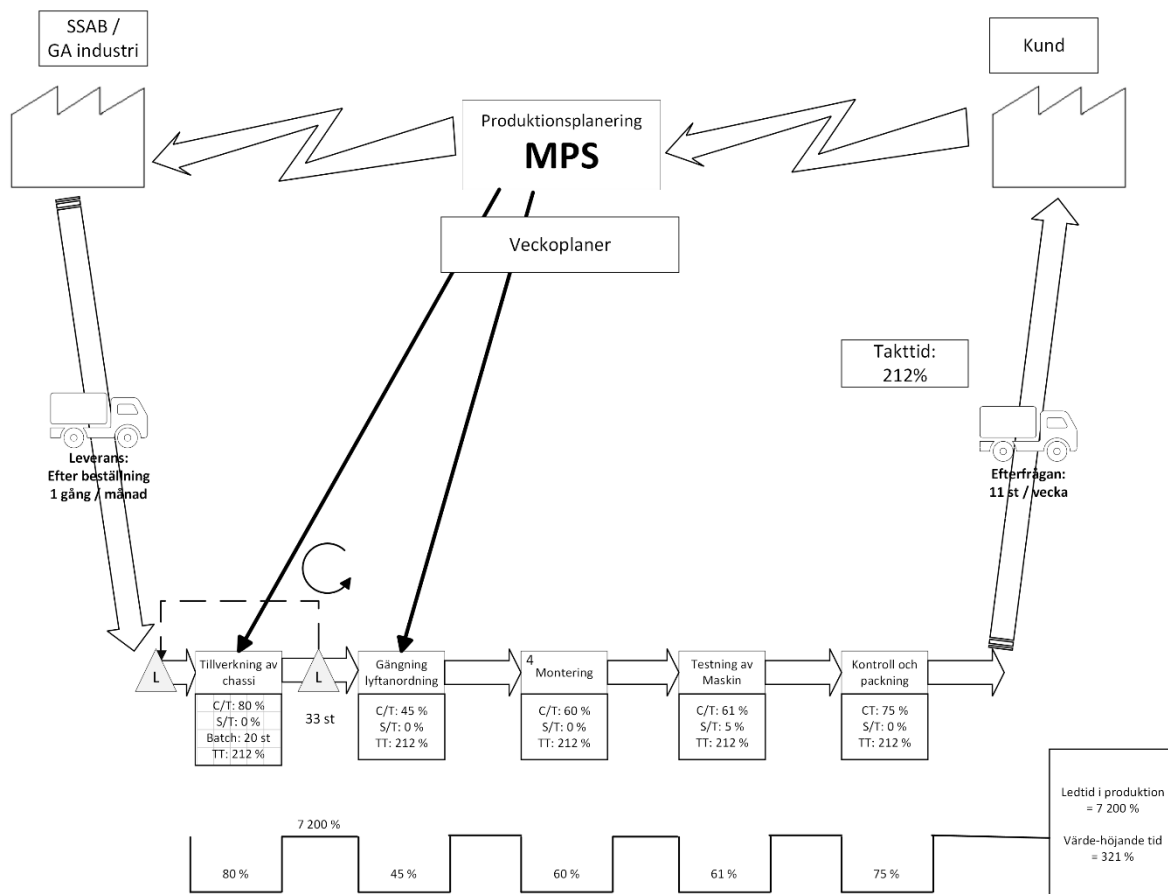 SSAB /
GA industri
Kund
Produktionsplanering
MPS
Veckoplaner
Takttid:
212%
Leverans:
Efter beställning
1 gång / månad
Efterfrågan:
11 st / vecka
L
Tillverkning av
chassi
C/T: 80 %
S/T: 0 %
Batch: 20 st
TT: 212 %
L
33 st
Gängning
lyftanordning
C/T: 45 %
S/T: 0 %
TT: 212 %
4
Montering
C/T: 60 %
S/T: 0 %
TT: 212 %
Testning av
Maskin
C/T: 61 %
S/T: 5 %
TT: 212 %
Kontroll och
packning
CT: 75 %
S/T: 0 %
TT: 212 %
7 200 %
80 %
45 %
60 %
61 %
75 %
Ledtid i produktion
= 7 200 %
Värde-höjande tid
= 321 %